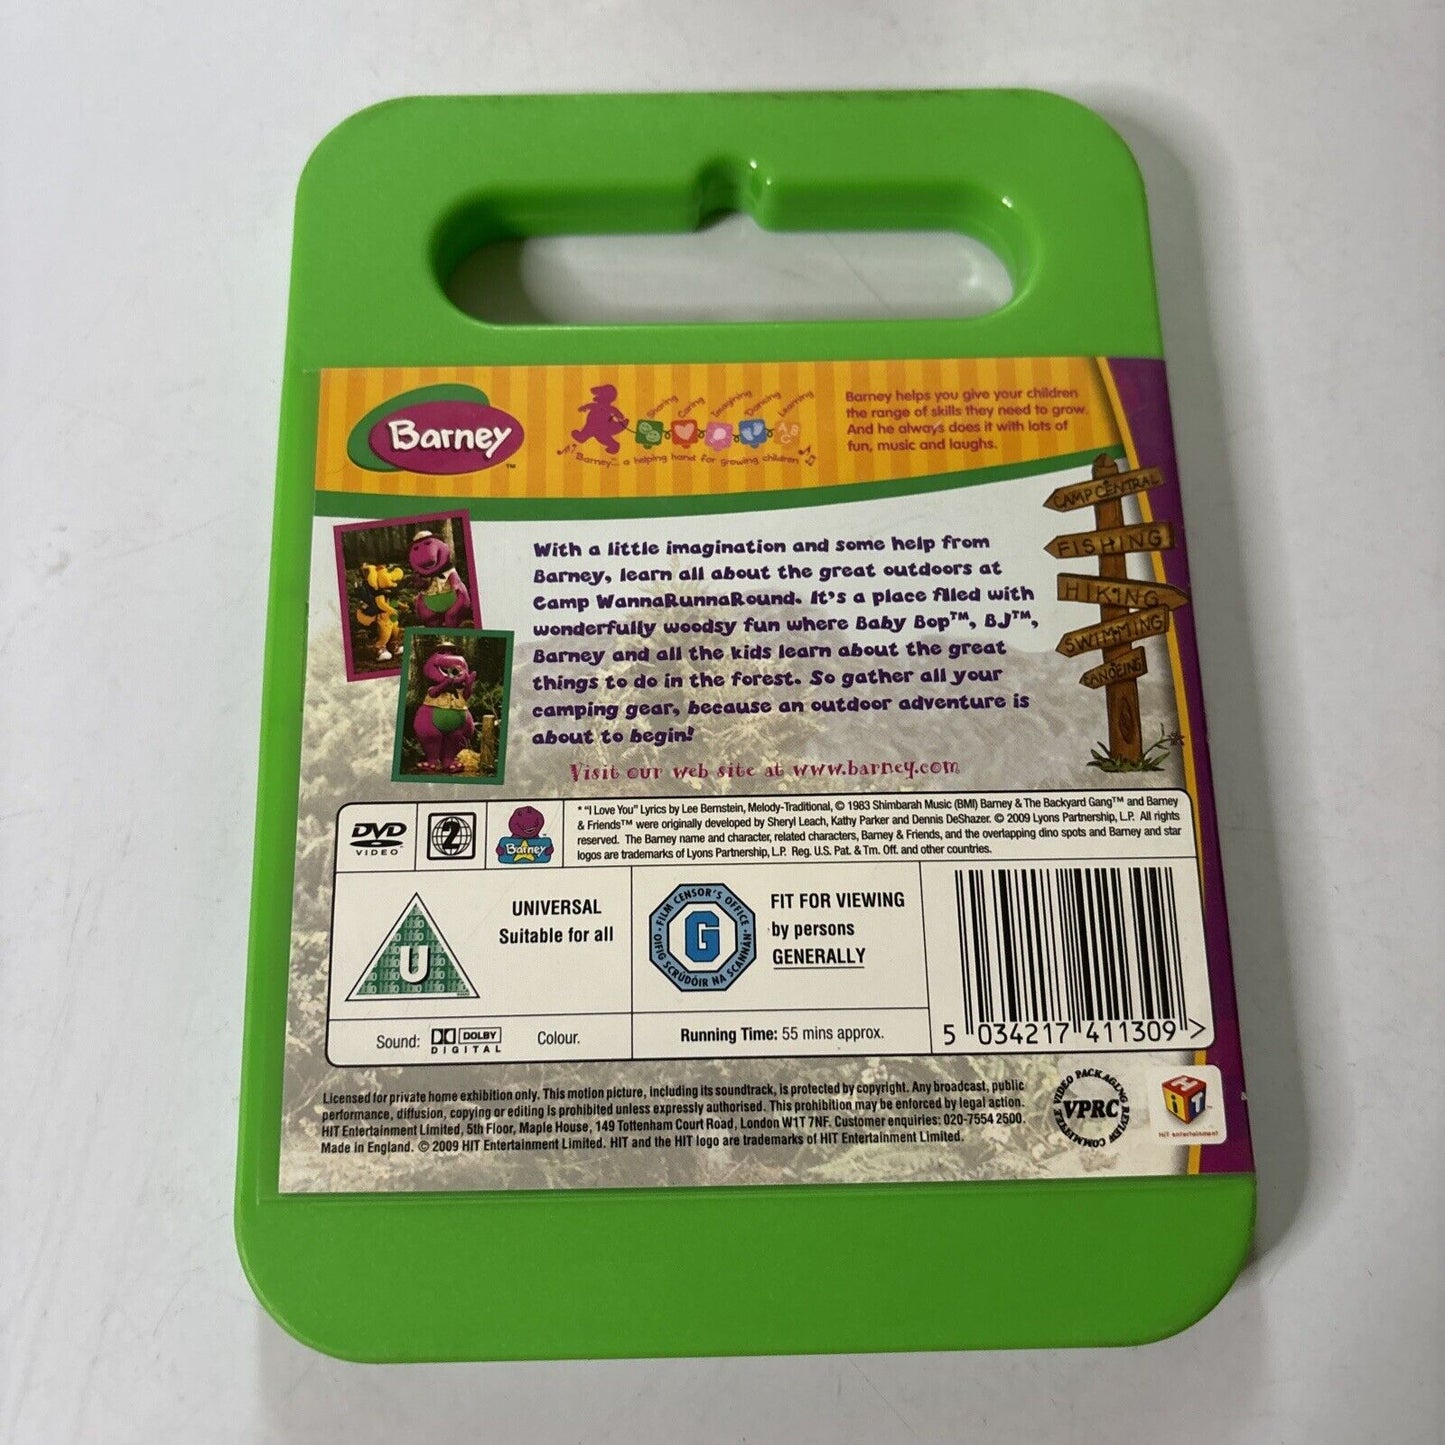 Barney™
Sharing Caring Imagining Dancing Learning
ABC
Barney... a helping hand for growing children
Barney helps you give your children
the range of skills they need to grow.
And he always does it with lots of
fun, music and laughs.
CAMP CENTRAL
FISHING
HIKING
SWIMMING
CANOEING
With a little imagination and some help from
Barney, learn all about the great outdoors at
Camp WannaRunnaRound. It's a place filled with
wonderfully woodsy fun where Baby Bop™, BJ™,
Barney and all the kids learn about the great
things to do in the forest. So gather all your
camping gear, because an outdoor adventure is
about to begin!
Visit our web site at www.barney.com
DVD
VIDEO
2
Barney
* "I Love You" Lyrics by Lee Bernstein, Melody-Traditional, © 1983 Shimbarah Music (BMI) Barney & The Backyard Gang™ and Barney
& Friends™ were originally developed by Sheryl Leach, Kathy Parker and Dennis DeShazer. © 2009 Lyons Partnership, L.P. All rights
reserved. The Barney name and character, related characters, Barney & Friends, and the overlapping dino spots and Barney and star
logos are trademarks of Lyons Partnership, L.P. Reg. U.S. Pat. & Tm. Off. and other countries.
U
UNIVERSAL
Suitable for all
FILM CENSOR'S OFFICE
G
OIFIG SCRÚDÓIR NA SCANNÁN
FIT FOR VIEWING
by persons
GENERALLY
Sound: DOLBY
DIGITAL
Colour.
Running Time: 55 mins approx.
5 034217 411309 >
Licensed for private home exhibition only. This motion picture, including its soundtrack, is protected by copyright. Any broadcast, public
performance, diffusion, copying or editing is prohibited unless expressly authorised. This prohibition may be enforced by legal action.
HIT Entertainment Limited, 5th Floor, Maple House, 149 Tottenham Court Road, London W1T 7NF. Customer enquiries: 020-7554 2500.
Made in England. © 2009 HIT Entertainment Limited. HIT and the HIT logo are trademarks of HIT Entertainment Limited.
VIDEO PACKAGING REVIEW COMMITTEE
VPRC
HiT
HiT entertainment